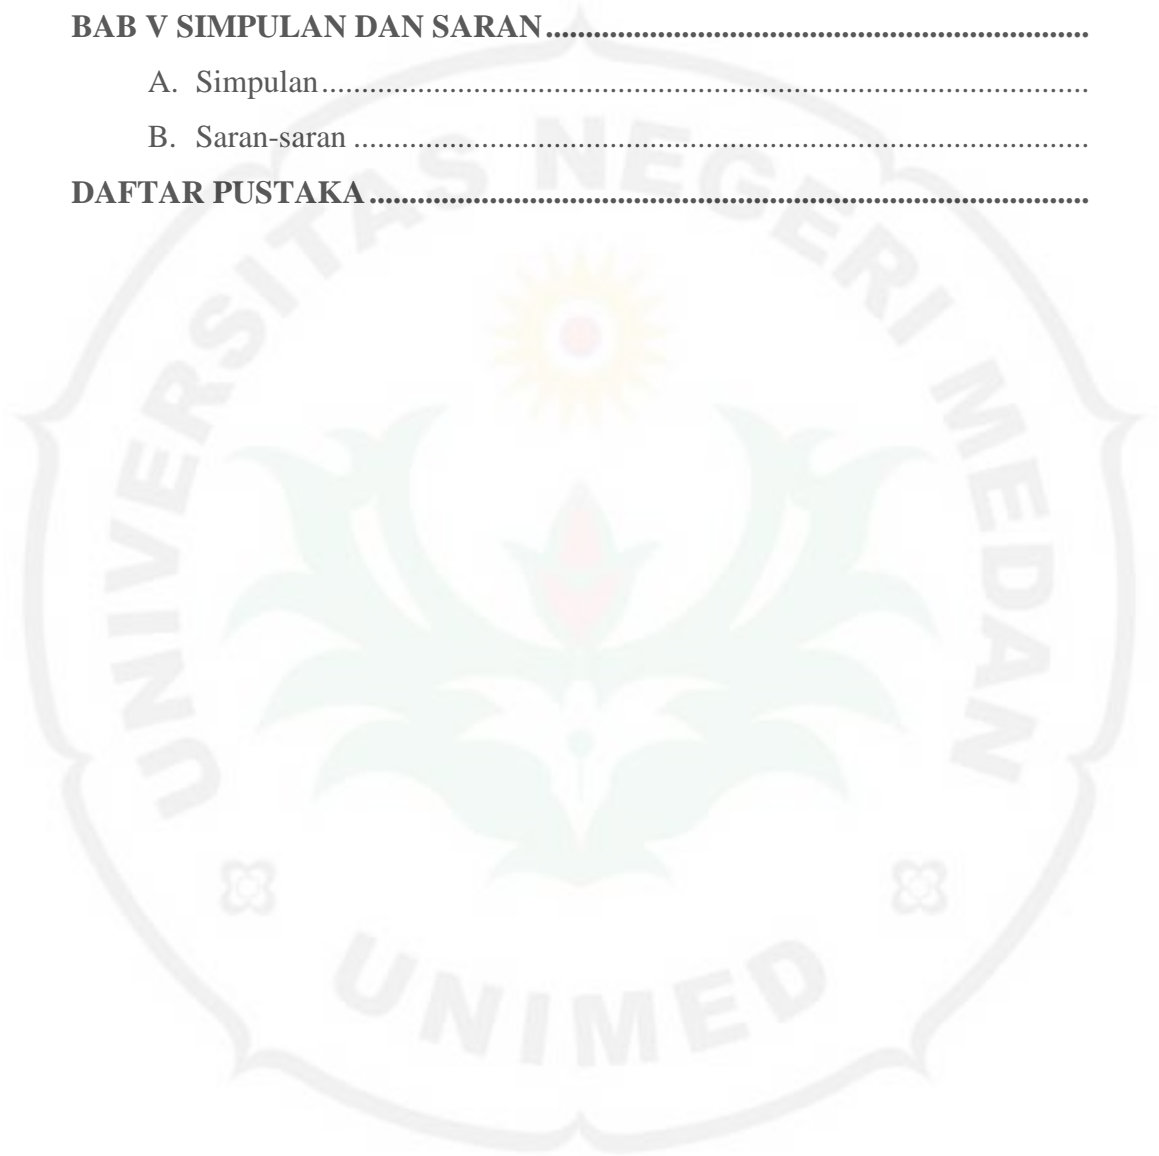 BAB V SIMPULAN DAN SARAN....................................................................
A. Simpulan................................................................................................
B. Saran-saran ............................................................................................
DAFTAR PUSTAKA..........................................................................................
UNIVERSITAS NEGERI MEDAN
UNIMED